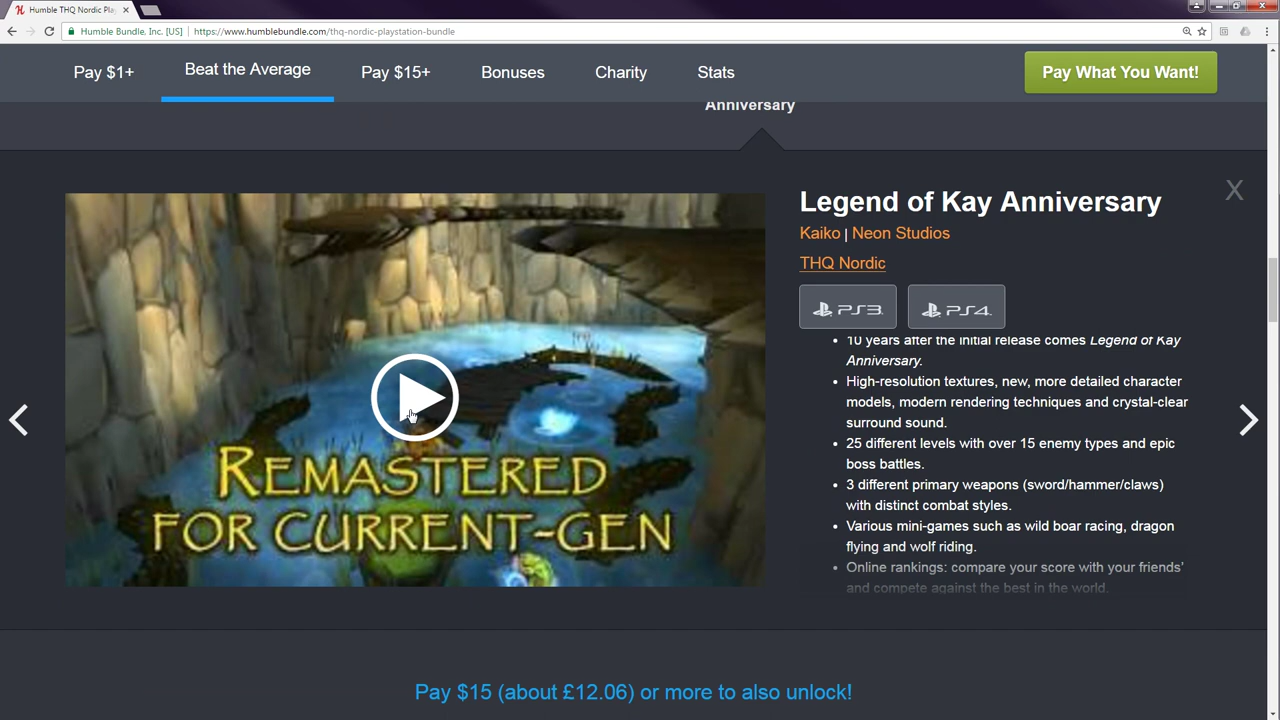 Humble THQ Nordic Pla
Humble Bundle, Inc. [US]
https://www.humblebundle.com/thq-nordic-playstation-bundle
Pay $1+
Beat the Average
Pay $15+
Bonuses
Charity
Stats
Pay What You Want!
Anniversary
X
Legend of Kay Anniversary
Kaiko | Neon Studios
THQ Nordic
PS3
PS4
• 10 years after the initial release comes Legend of Kay
Anniversary.
• High-resolution textures, new, more detailed character
models, modern rendering techniques and crystal-clear
surround sound.
• 25 different levels with over 15 enemy types and epic
boss battles.
• 3 different primary weapons (sword/hammer/claws)
with distinct combat styles.
• Various mini-games such as wild boar racing, dragon
flying and wolf riding.
• Online rankings: compare your score with your friends'
and compete against the best in the world.
REMASTERED
FOR CURRENT-GEN
Pay $15 (about £12.06) or more to also unlock!